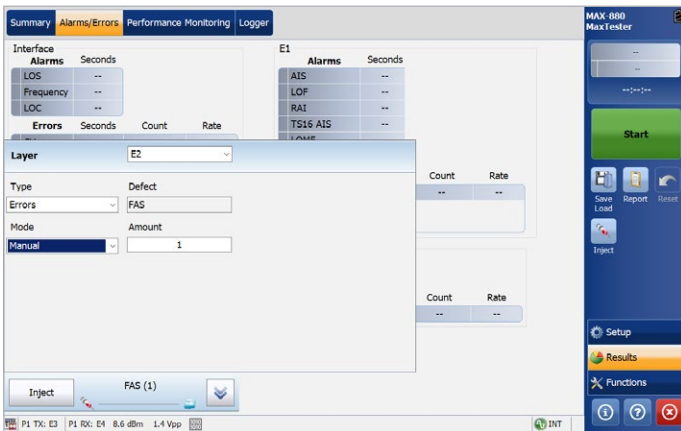 Summary Alarms/Errors Performance Monitoring Logger
MAX-880
MaxTester
Interface
Alarms Seconds
LOS --
Frequency --
LOC --
Errors Seconds Count Rate
E1
Alarms Seconds
AIS --
LOF --
RAI --
TS16 AIS --
Count Rate
-- --
Count Rate
-- --
Layer E2
Type Defect
Errors FAS
Mode Amount
Manual 1
Inject FAS (1)
--
--
--:--:--
Start
Save Load Report Reset
Inject
Setup
Results
Functions
P1 TX: E3 P1 RX: E4 8.6 dBm 1.4 Vpp INT